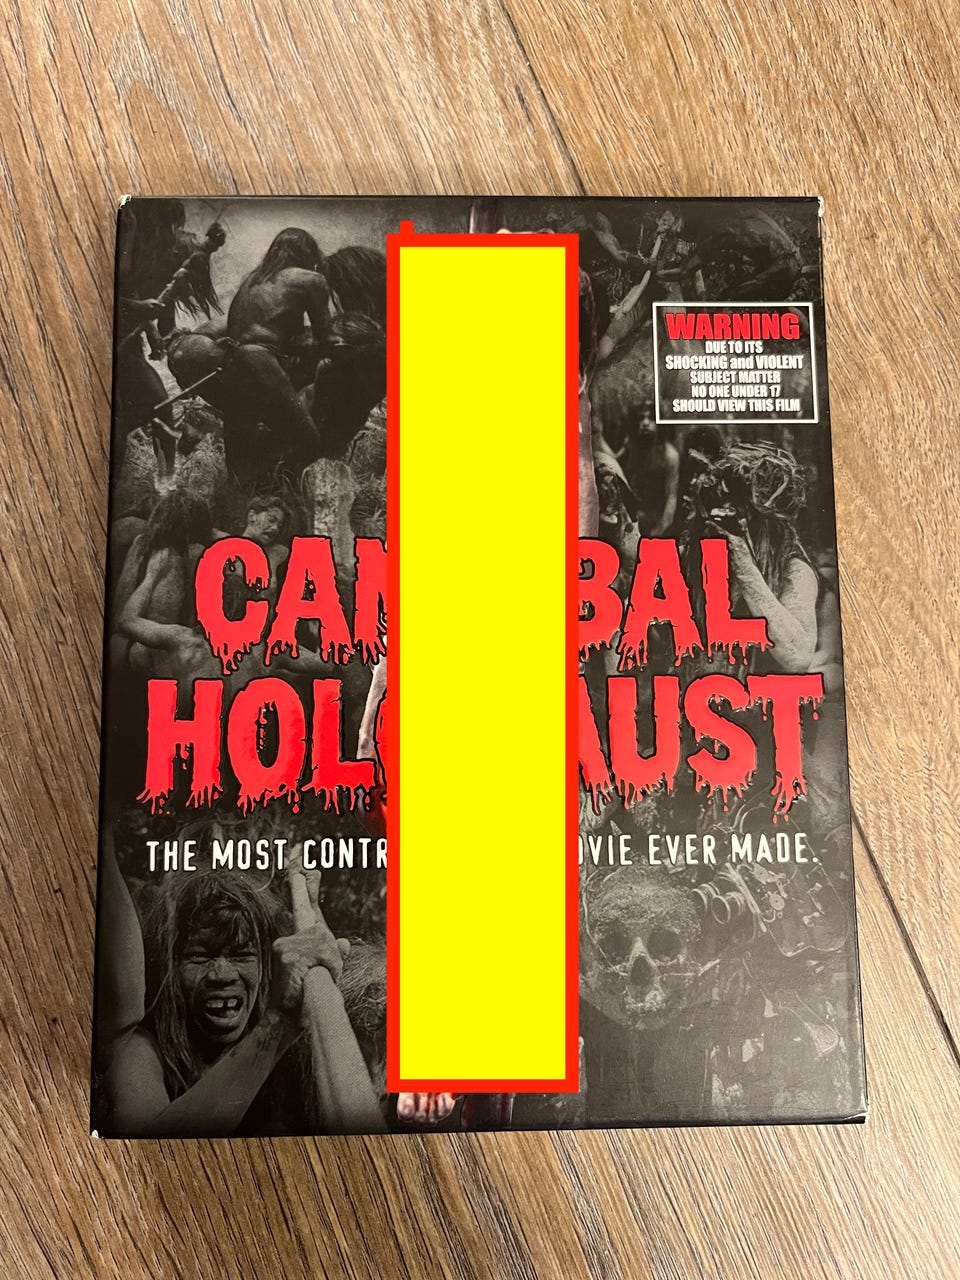 WARNING
DUE TO ITS
SHOCKING and VIOLENT
SUBJECT MATTER
NO ONE UNDER 17
SHOULD VIEW THIS FILM
CAN BAL
HOL AUST
THE MOST CONTR OVIE EVER MADE.